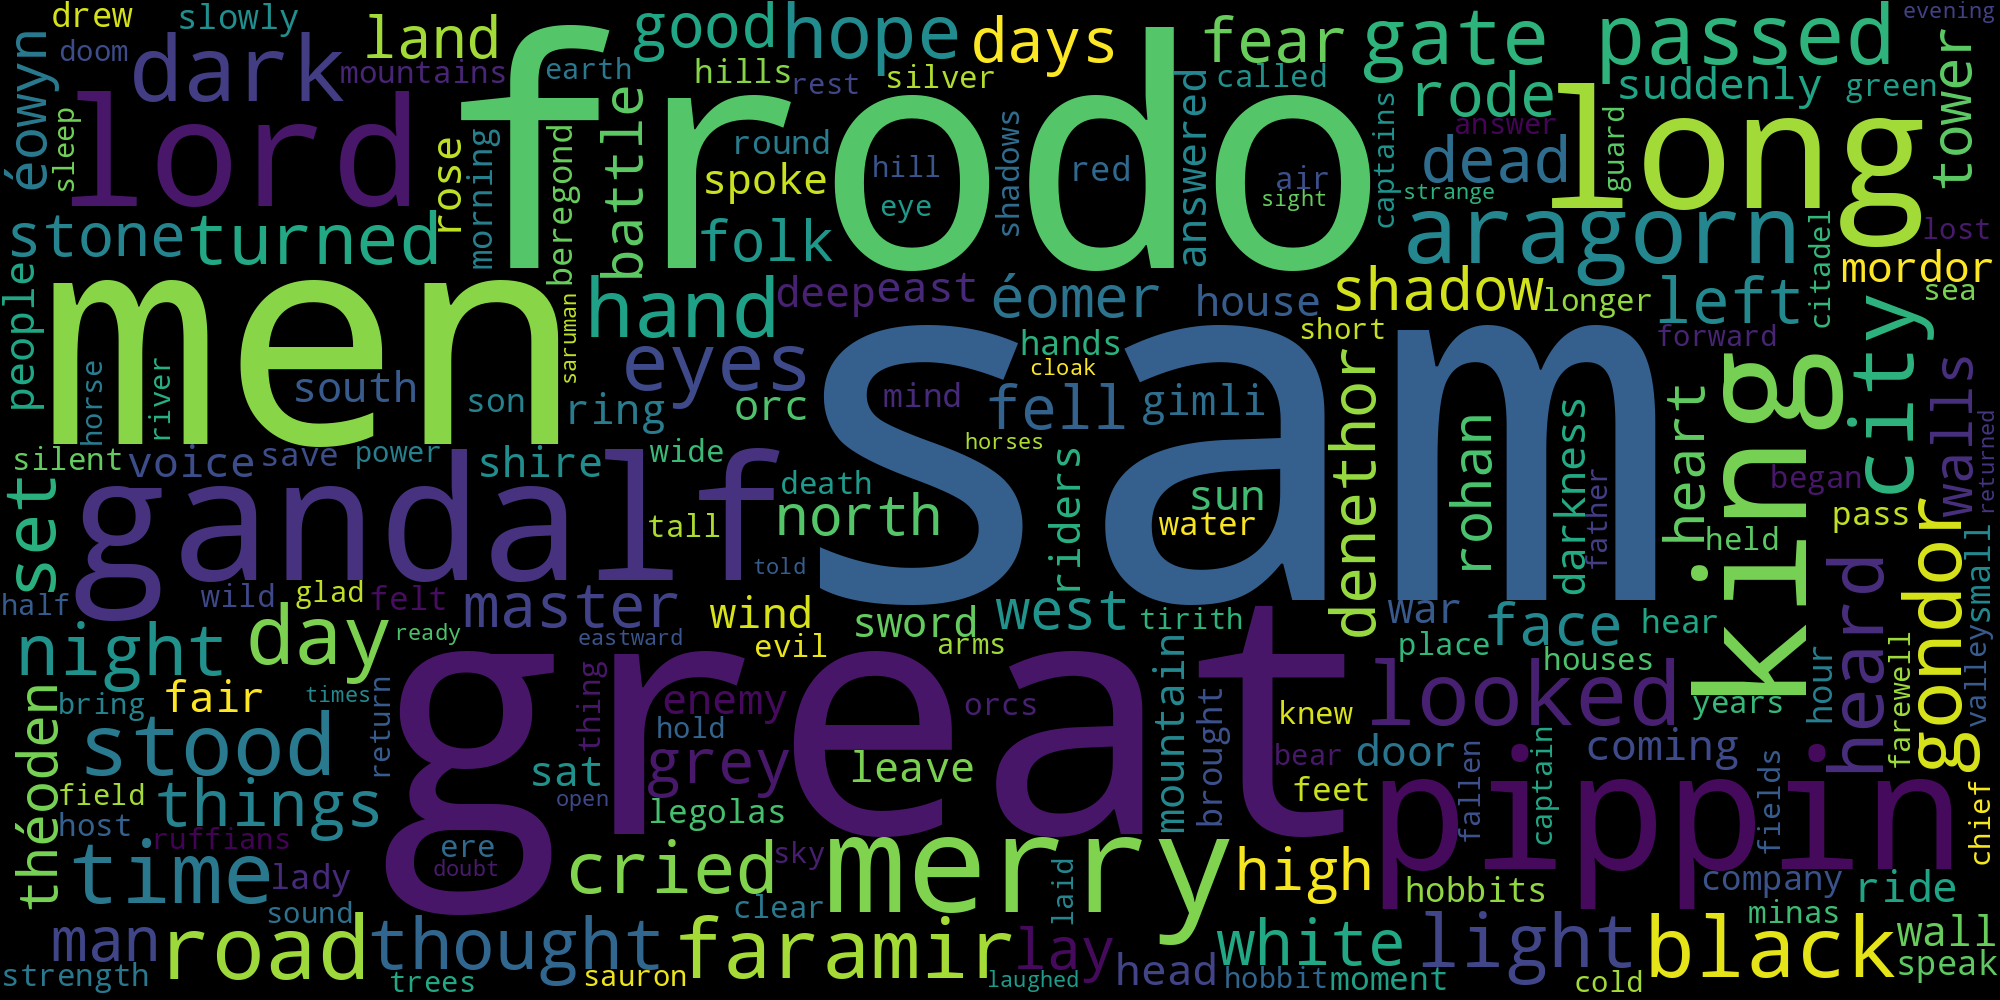 drew slowly land good hope days fear gate passed evening
doom dark mountains earth hills rest silver called suddenly green
éowyn lord frodo rode long tower
sleep rose morning beregond battle round shadows answered captains answer dead guard
spoke hill red air sight strange
eye aragorn citadel lost
stone turned folk mordor
people men hand deep east éomer house shadow longer left sea
saruman hands short forward city
horse river south son ring eyes orc mind cloak fell gimli sam denethor king heart walls
horses rohan darkness returned
silent voice save power shire wide death riders sun father began
set gandalf tall north water held pass
told gondor
half wild glad felt master wind sword west tirith war face hear heard small
night day ready eastward evil arms place houses
théoden bring fair times return thing enemy orcs great mountain brought knew looked years hour farewell valley
stood hold bear door coming
field things sat grey leave feet fallen captain fields
host open legolas pippin chief
ruffians ere cried sky merry high
time lady doubt hobbits company ride
sound clear laid minas
man road thought faramir lay white light black wall
strength trees sauron laughed head hobbit moment cold speak